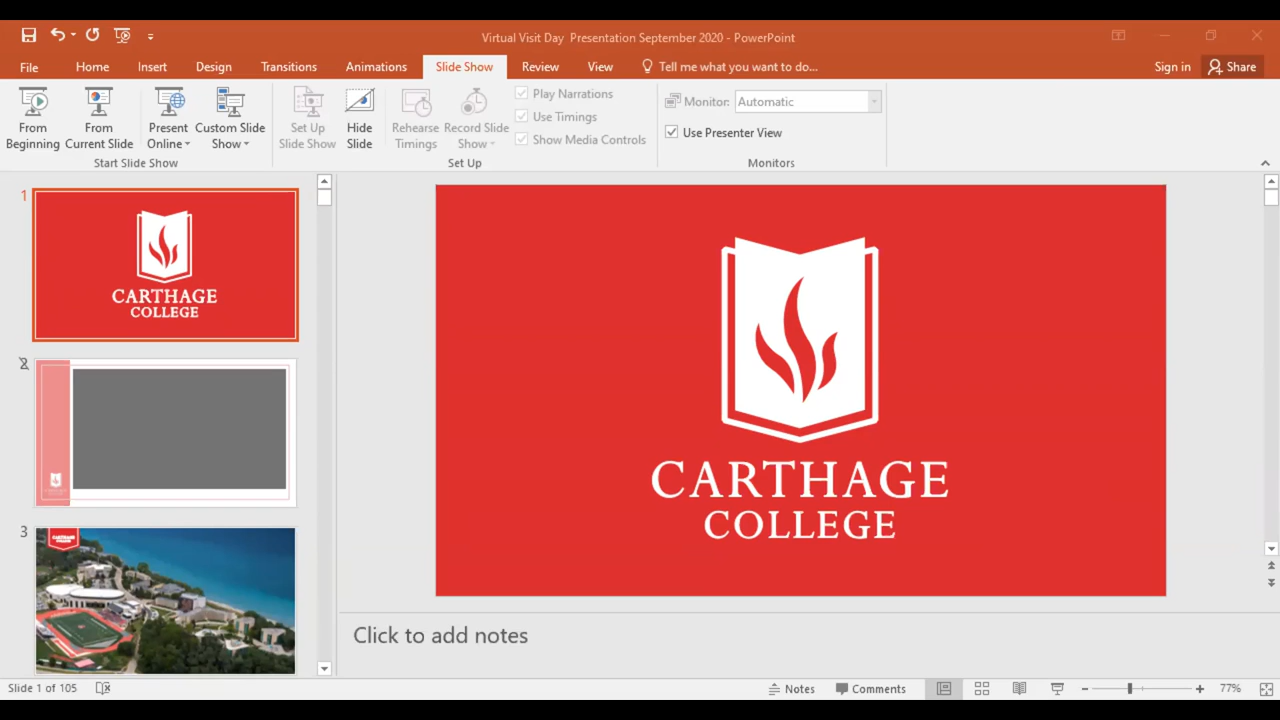 Virtual Visit Day  Presentation September 2020 - PowerPoint
File Home Insert Design Transitions Animations Slide Show Review View Tell me what you want to do... Sign in Share
From Beginning
From Current Slide
Present Online
Custom Slide Show
Start Slide Show
Set Up Slide Show
Hide Slide
Rehearse Timings
Record Slide Show
Play Narrations
Use Timings
Show Media Controls
Set Up
Monitor: Automatic
Use Presenter View
Monitors
1
CARTHAGE
COLLEGE
2
3
CARTHAGE
COLLEGE
CARTHAGE
COLLEGE
Click to add notes
Slide 1 of 105 Notes Comments 77%